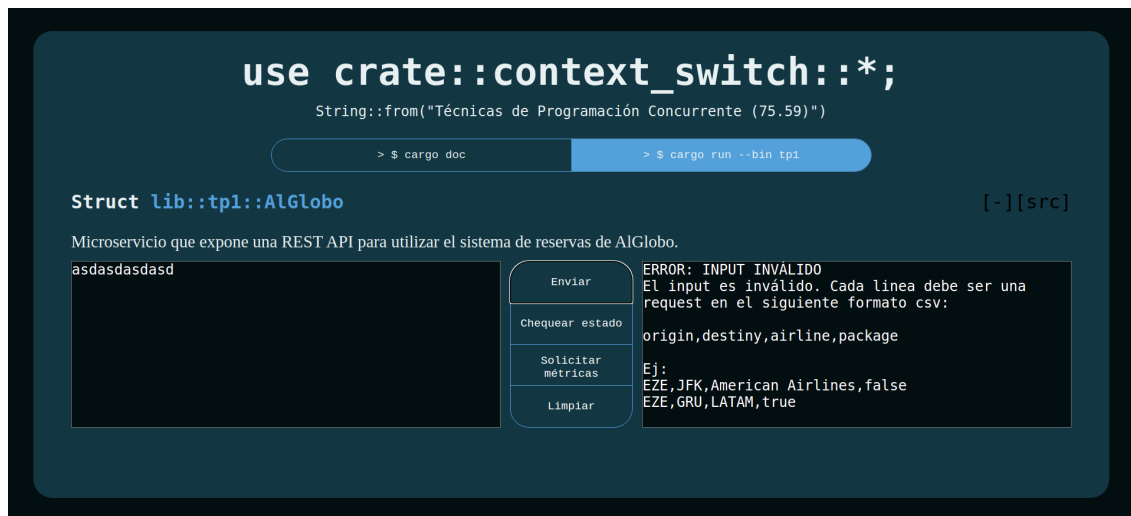 use crate::context_switch::*;
String::from("Técnicas de Programación Concurrente (75.59)")
> $ cargo doc
> $ cargo run --bin tp1
Struct lib::tp1::AlGlobo
[-][src]
Microservicio que expone una REST API para utilizar el sistema de reservas de AlGlobo.
asdasdasdasd
Enviar
Chequear estado
Solicitar
métricas
Limpiar
ERROR: INPUT INVÁLIDO
El input es inválido. Cada linea debe ser una
request en el siguiente formato csv:
origin,destiny,airline,package
Ej:
EZE,JFK,American Airlines,false
EZE,GRU,LATAM,true